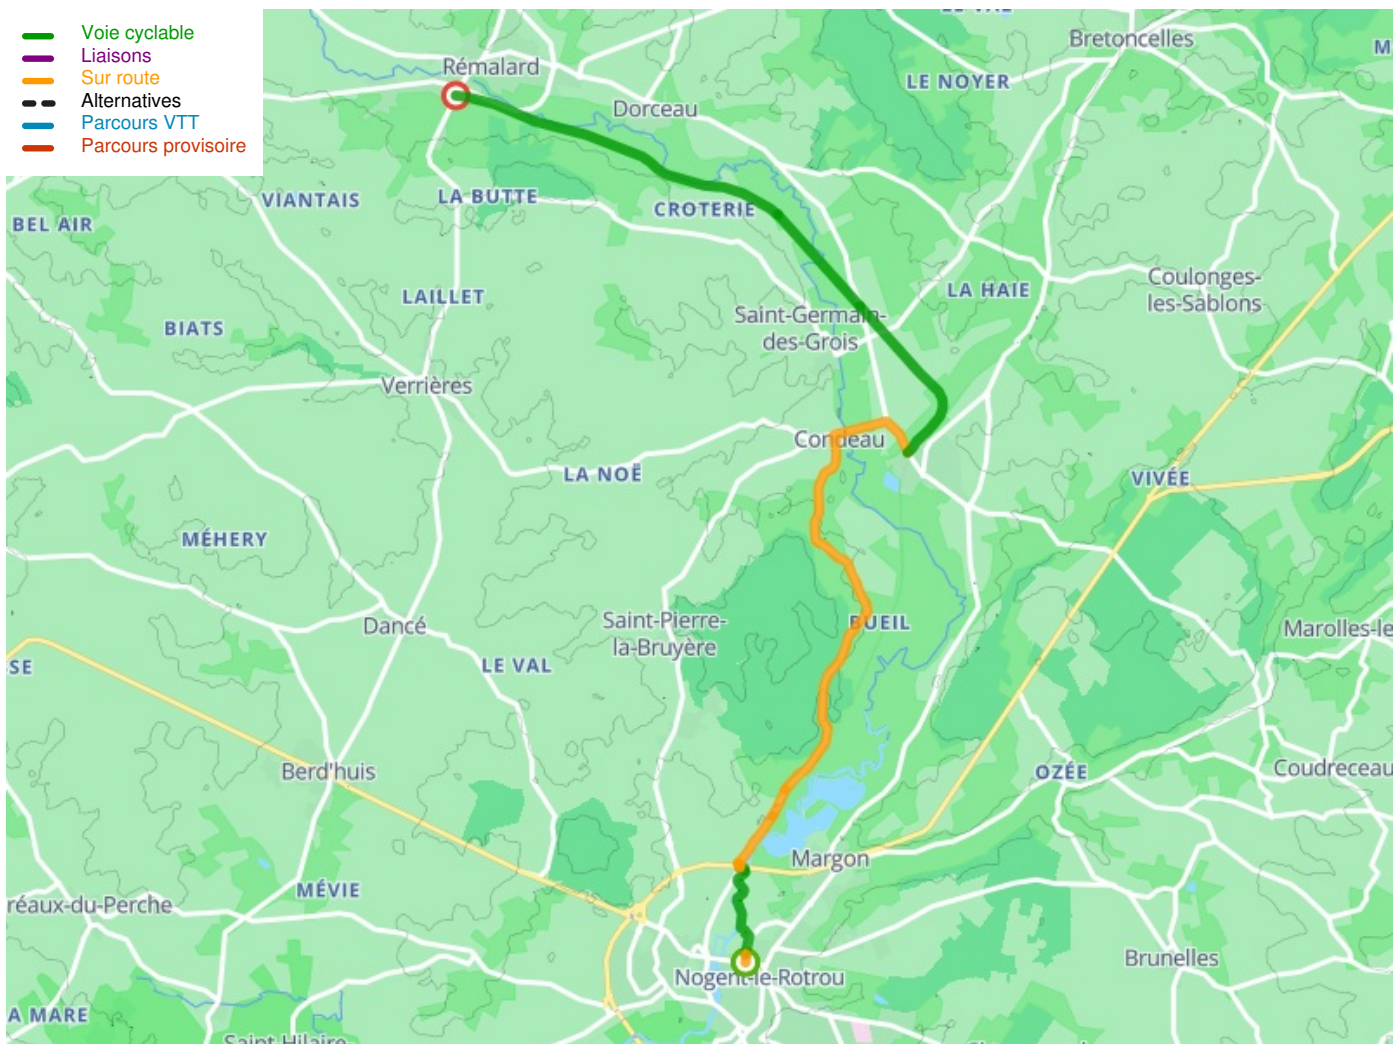 Voie cyclable
Liaisons
Sur route
Alternatives
Parcours VTT
Parcours provisoire
Bretoncelles
Rémalard
LE NOYER
Dorceau
VIANTAIS
LA BUTTE
CROTERIE
BEL AIR
Coulonges-
les-Sablons
LAILLET
LA HAIE
BIATS
Saint-Germain-
des-Grois
Verrières
Condeau
LA NOË
VIVÉE
MÉHERY
Dancé
Saint-Pierre-
la-Bruyère
BUEIL
Marolles-le
SE
LE VAL
Berd'huis
OZÉE
Coudreceau
Margon
MÉVIE
réaux-du-Perche
Nogent-le-Rotrou
Brunelles
A MARE
Saint-Hilaire